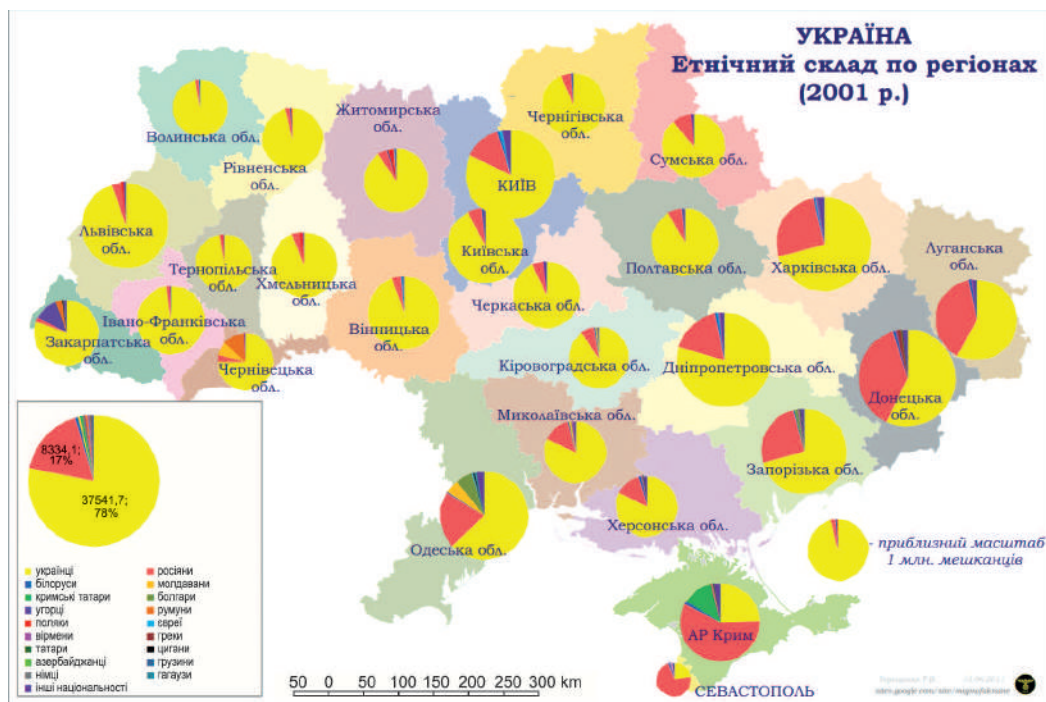 УКРАЇНА
Етнічний склад по регіонах
(2001 р.)
Волинська обл.
Рівненська
обл.
Житомирська
обл.
Чернігівська
обл.
Сумська обл.
КИЇВ
Київська
обл.
Львівська
обл.
Тернопільська
обл.
Хмельницька
обл.
Черкаська
обл.
Полтавська обл.
Харківська
обл.
Луганська
обл.
Закарпатська
обл.
Івано-Франківська
обл.
Чернівецька
обл.
Вінницька
обл.
Кіровоградська
обл.
Дніпропетровська
обл.
Донецька
обл.
Миколаївська обл.
Запорізька обл.
Херсонська обл.
Одеська обл.
АР Крим
СЕВАСТОПОЛЬ
- приблизний масштаб
1 млн. мешканців
8334,1;
17%
37541,7;
78%
українці
росіяни
білоруси
молдавани
кримські татари
болгари
угорці
румуни
поляки
євреї
вірмени
греки
татари
цигани
азербайджанці
грузини
німці
гагаузи
інші національності
50 0 50 100 150 200 250 300 km